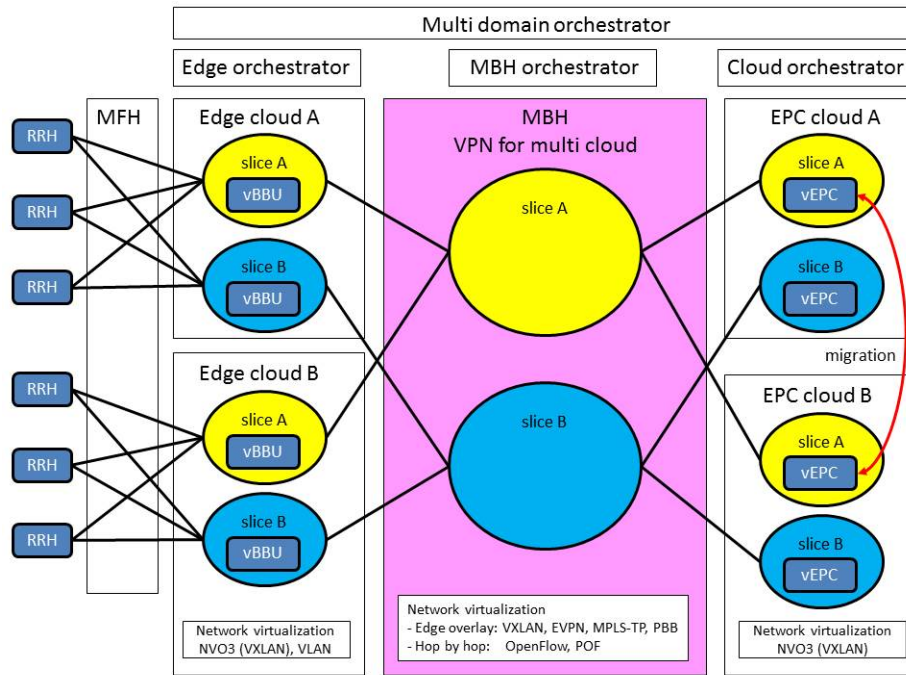 Multi domain orchestrator
Edge orchestrator
MBH orchestrator
Cloud orchestrator
MFH
Edge cloud A
MBH
VPN for multi cloud
EPC cloud A
RRH
RRH
RRH
slice A
vBBU
slice B
vBBU
slice A
slice A
vEPC
slice B
vEPC
migration
Edge cloud B
EPC cloud B
RRH
RRH
RRH
slice A
vBBU
slice B
vBBU
slice B
slice A
vEPC
slice B
vEPC
Network virtualization
NVO3 (VXLAN), VLAN
Network virtualization
- Edge overlay: VXLAN, EVPN, MPLS-TP, PBB
- Hop by hop: OpenFlow, POF
Network virtualization
NVO3 (VXLAN)